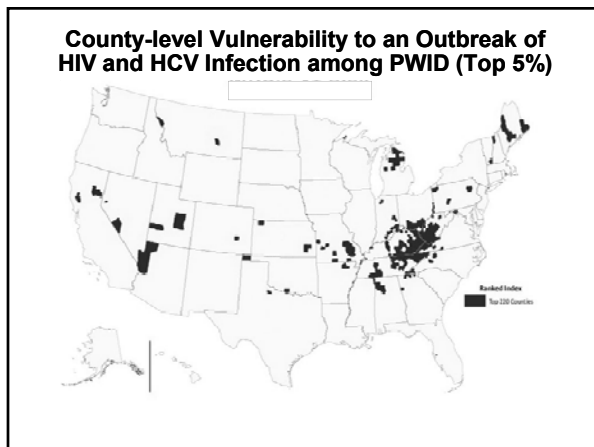 County-level Vulnerability to an Outbreak of
HIV and HCV Infection among PWID (Top 5%)
Ranked Index
Top 220 Counties